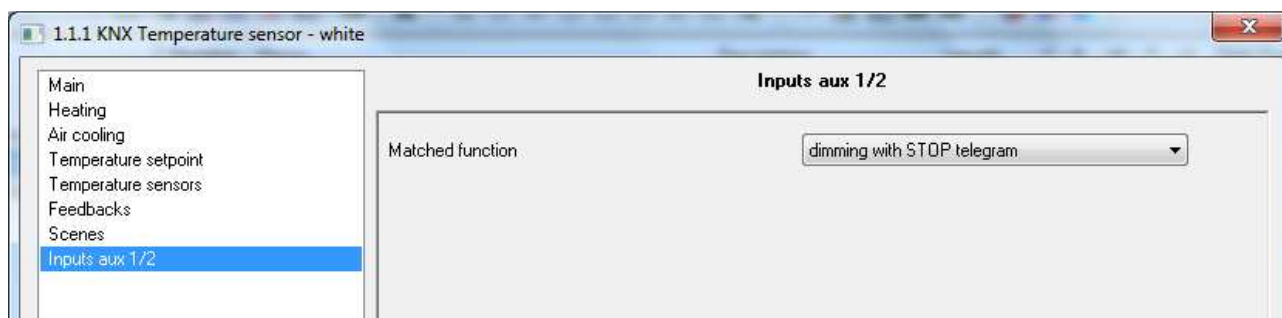 1.1.1 KNX Temperature sensor - white
Main
Heating
Air cooling
Temperature setpoint
Temperature sensors
Feedbacks
Scenes
Inputs aux 1/2
Inputs aux 1/2
Matched function
dimming with STOP telegram